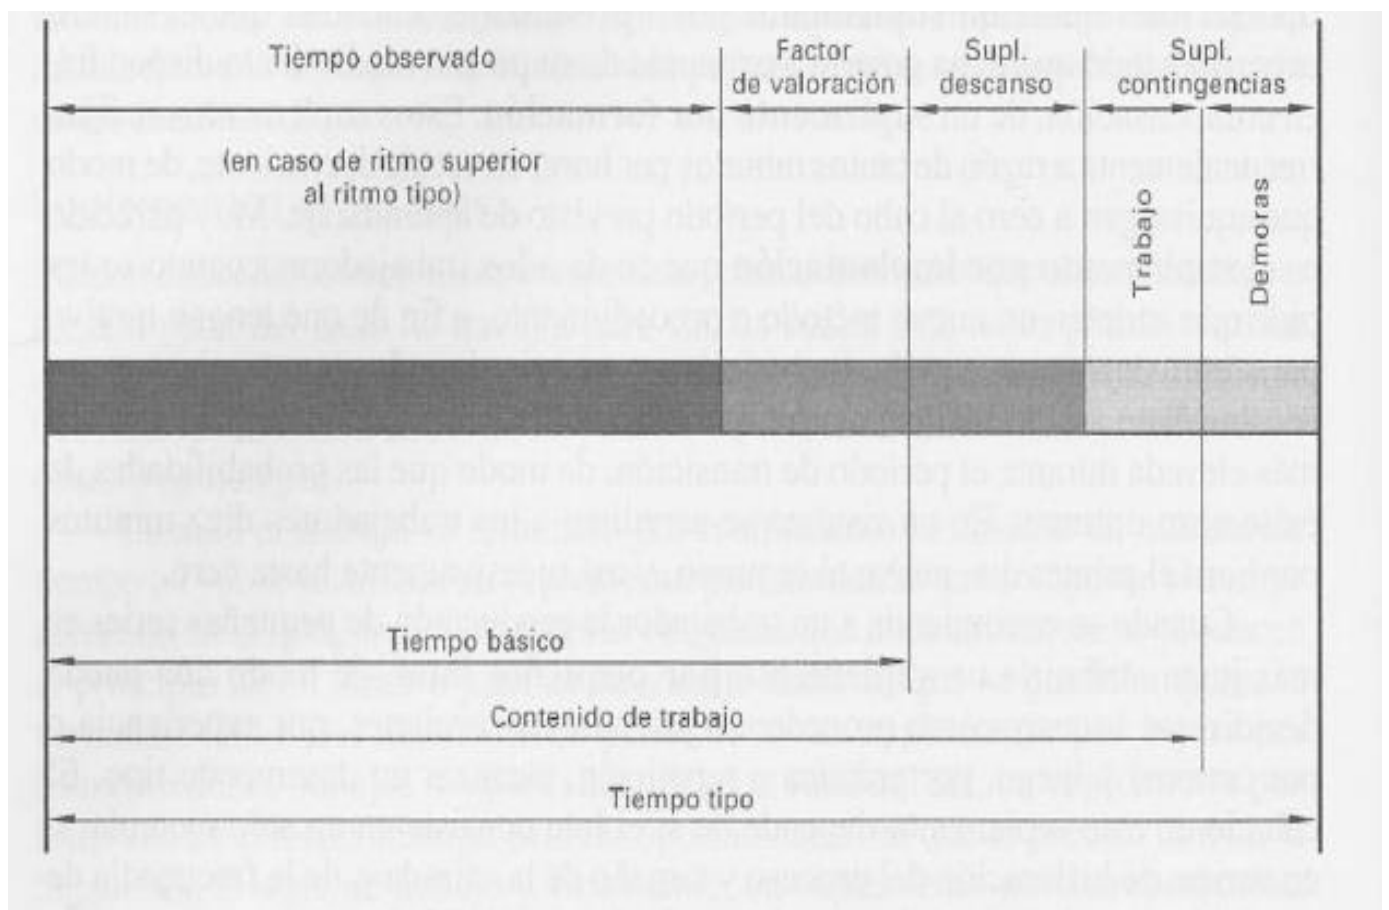 Tiempo observado
Factor
de valoración
Supl.
descanso
Supl.
contingencias
(en caso de ritmo superior
al ritmo tipo)
Trabajo
Demoras
Tiempo básico
Contenido de trabajo
Tiempo tipo